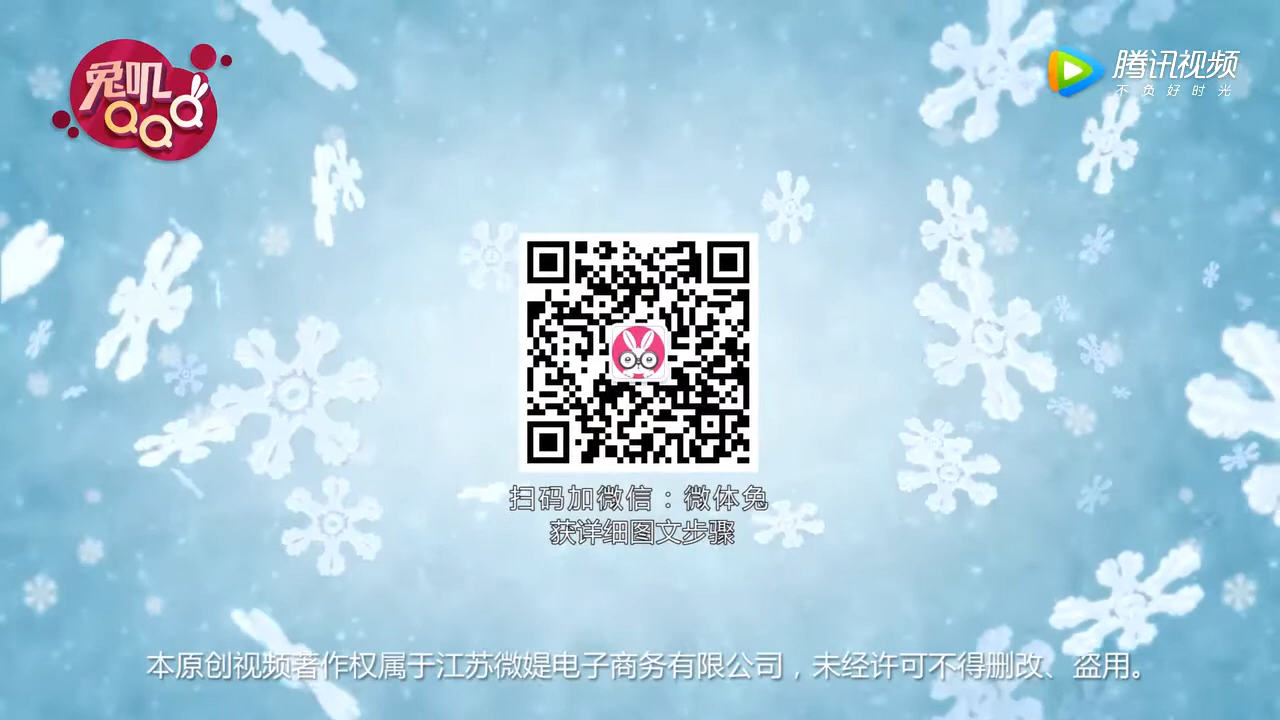 兔叽
QQQ
腾讯视频
不负好时光
扫码加微信：微体兔
获详细图文步骤
本原创视频著作权属于江苏微媞电子商务有限公司，未经许可不得删改、盗用。